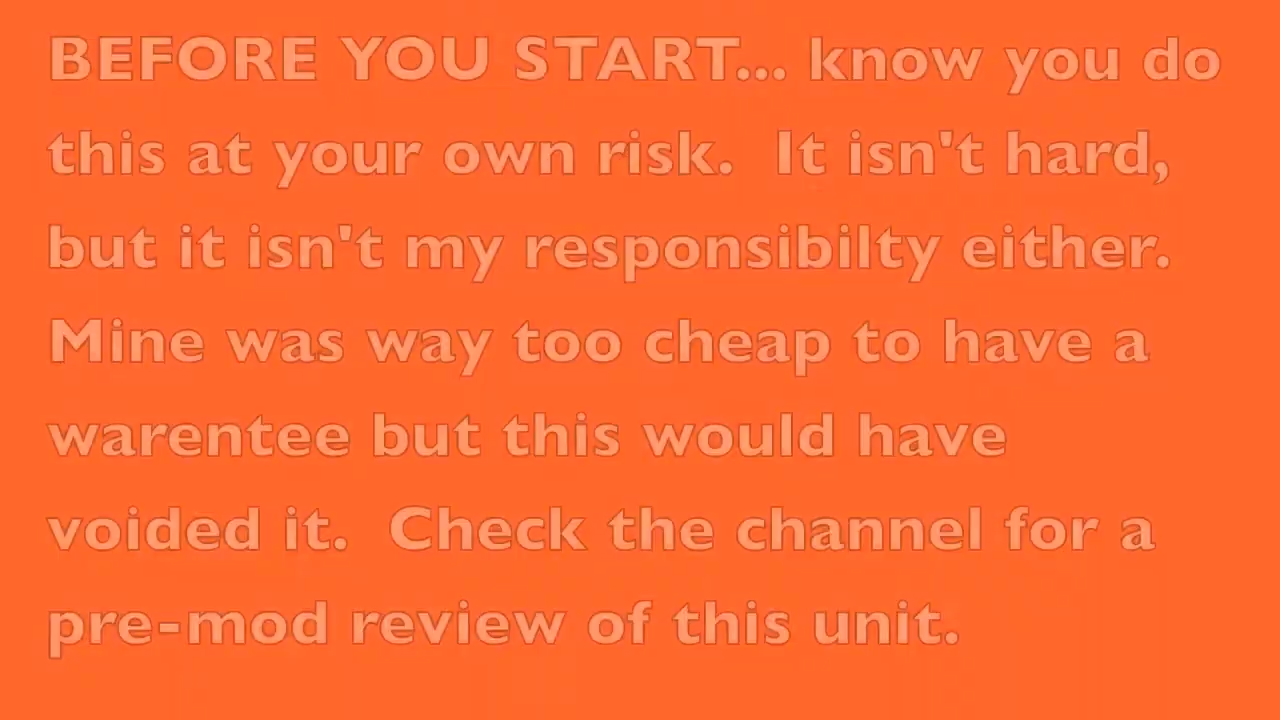 BEFORE YOU START... know you do
this at your own risk.  It isn't hard,
but it isn't my responsibilty either.
Mine was way too cheap to have a
warentee but this would have
voided it.  Check the channel for a
pre-mod review of this unit.